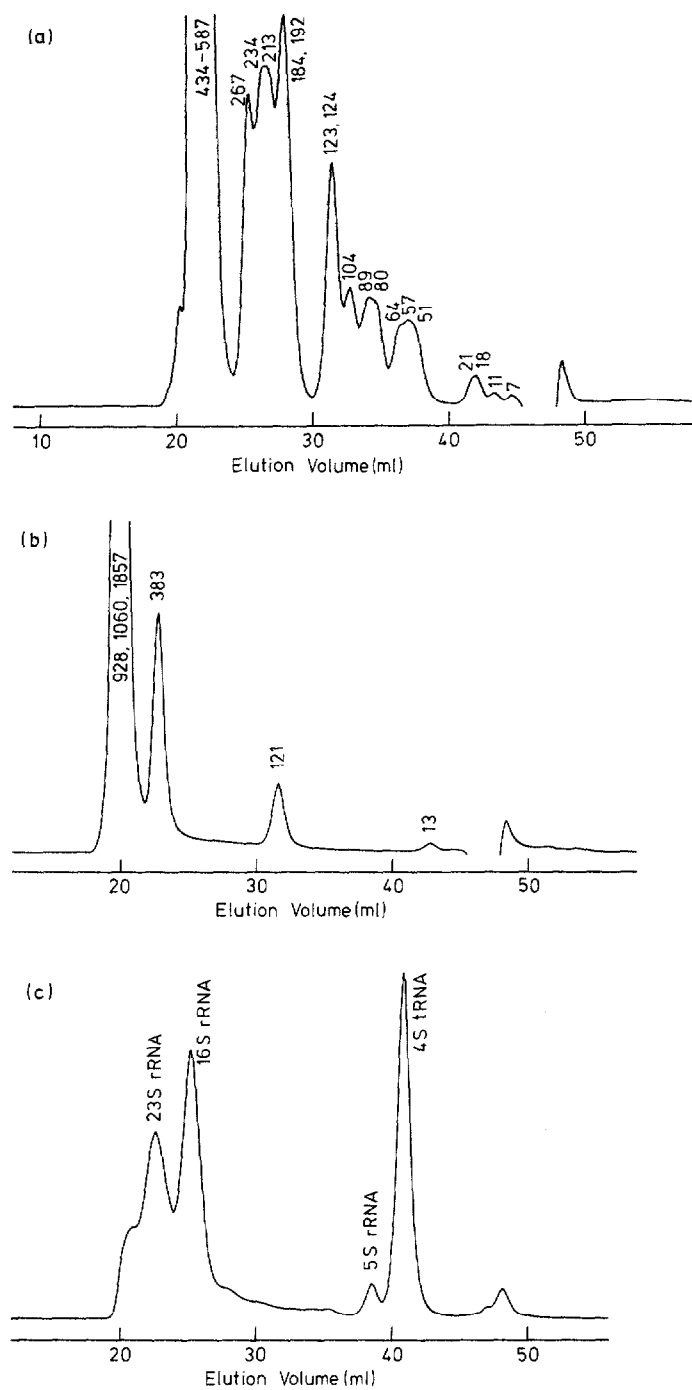 (a)
434-587
267
234
213
184, 192
123, 124
104
89
80
64
57
51
21
18
11
7
10 20 30 40 50
Elution Volume(ml)
(b)
928, 1060, 1857
383
121
13
20 30 40 50
Elution Volume(ml)
(c)
23S rRNA
16S rRNA
5S rRNA
4S tRNA
20 30 40 50
Elution Volume(ml)